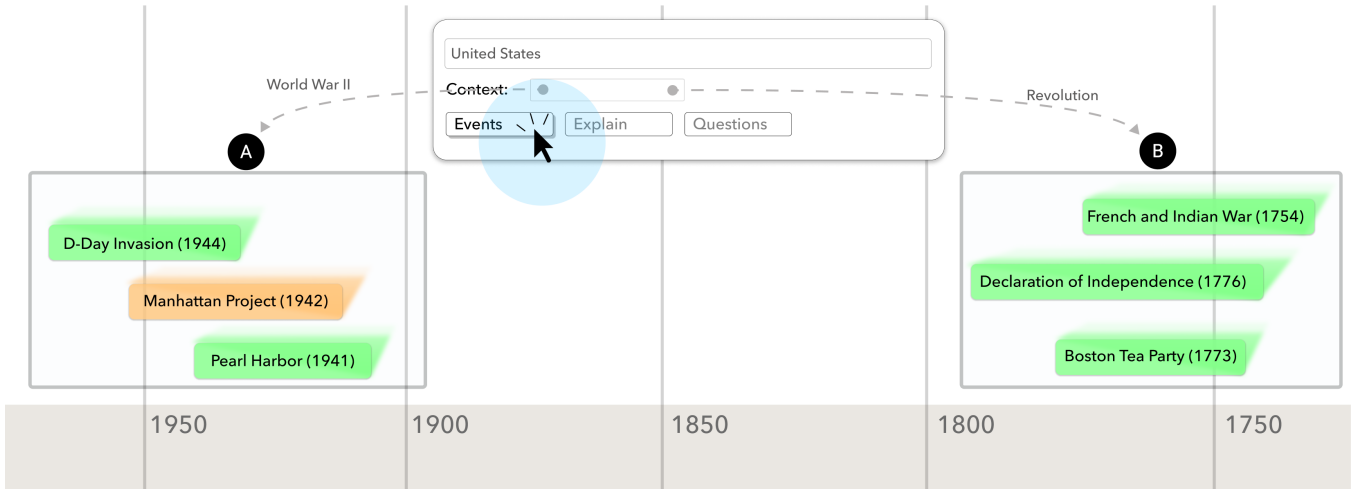 United States
World War II
Context:
Revolution
Events
Explain
Questions
A
B
D-Day Invasion (1944)
Manhattan Project (1942)
Pearl Harbor (1941)
French and Indian War (1754)
Declaration of Independence (1776)
Boston Tea Party (1773)
1950
1900
1850
1800
1750